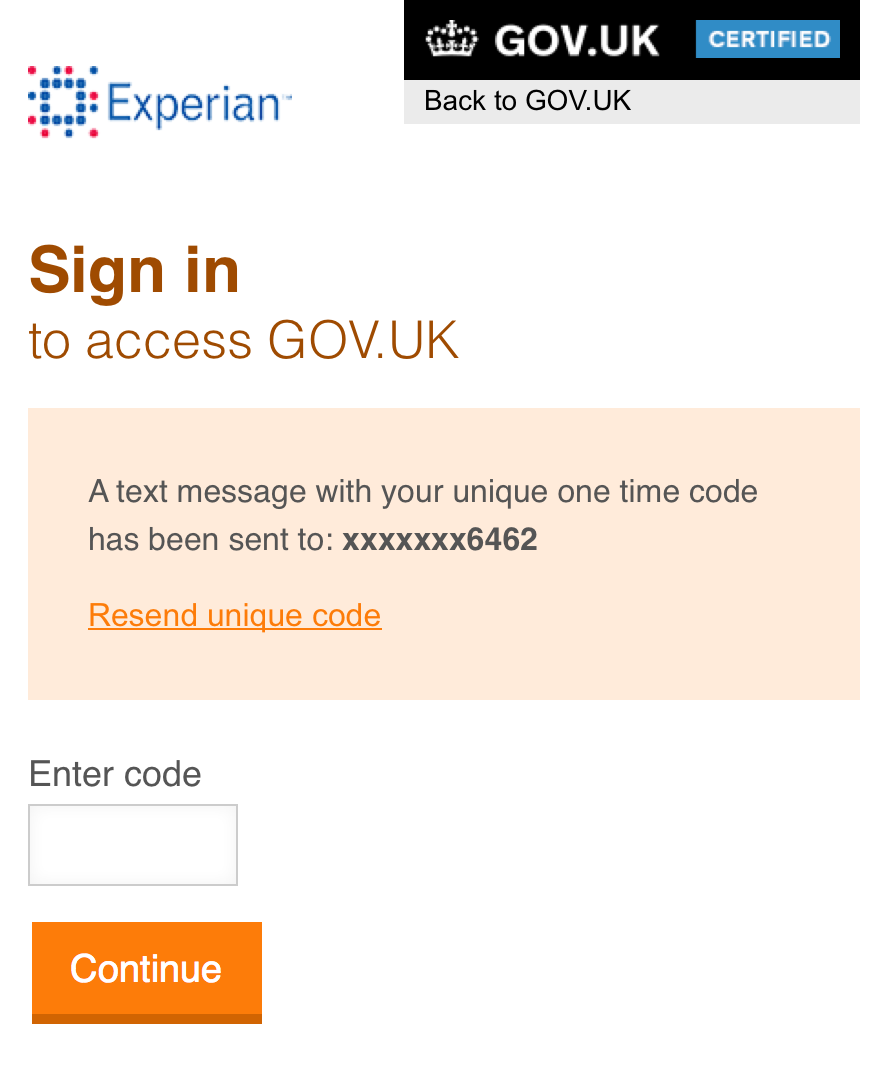 GOV.UK CERTIFIED
Experian™
Back to GOV.UK
Sign in
to access GOV.UK
A text message with your unique one time code
has been sent to: xxxxxxx6462
Resend unique code
Enter code
Continue